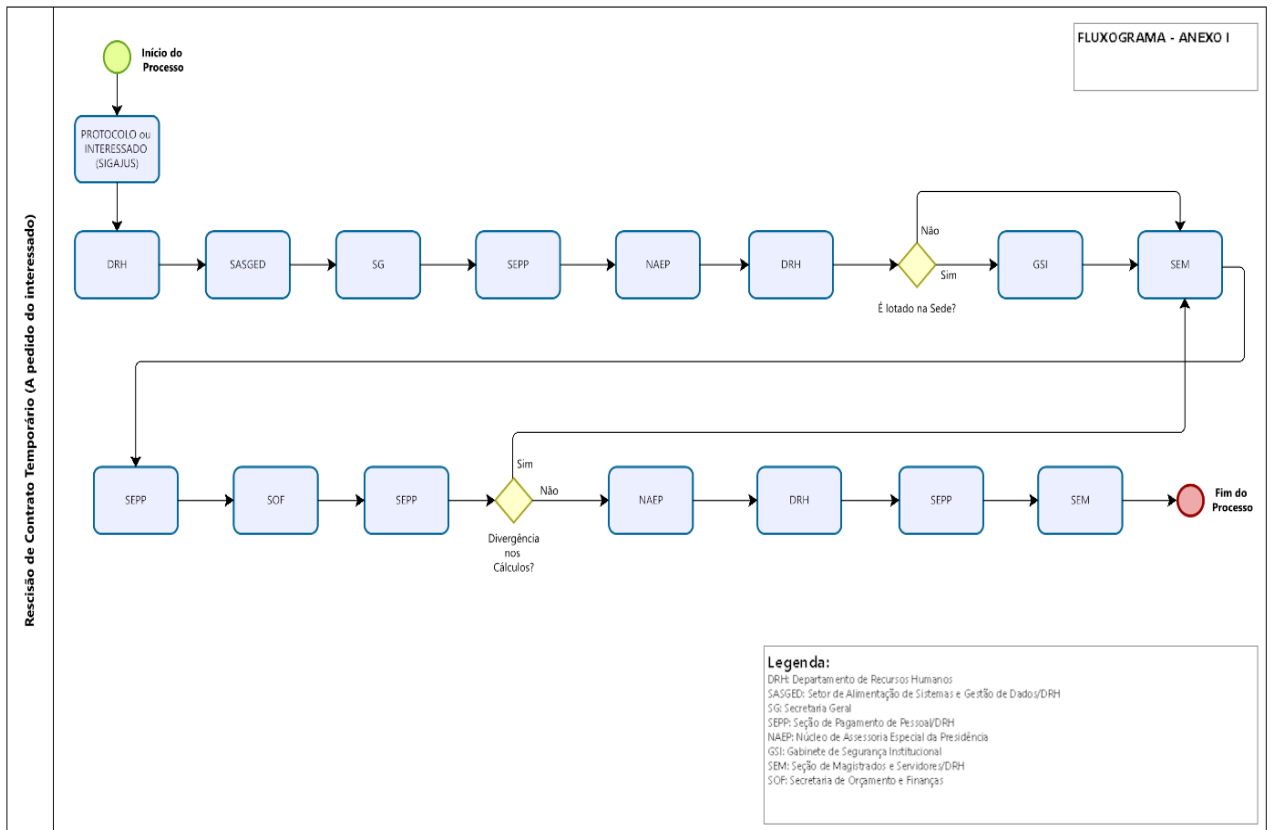 FLUXOGRAMA - ANEXO I
Início do
Processo
PROTOCOLO ou
INTERESSADO
(SIGAJUS)
Rescisão de Contrato Temporário (A pedido do interessado)
DRH
SASGED
SG
SEPP
NAEP
DRH
Não
Sim
É lotado na Sede?
GSI
SEM
SEPP
SOF
SEPP
Sim
Não
Divergência
nos
Cálculos?
NAEP
DRH
SEPP
SEM
Fim do
Processo
Legenda:
DRH: Departamento de Recursos Humanos
SASGED: Setor de Alimentação de Sistemas e Gestão de Dados/DRH
SG: Secretaria Geral
SEPP: Seção de Pagamento de Pessoal/DRH
NAEP: Núcleo de Assessoria Especial da Presidência
GSI: Gabinete de Segurança Institucional
SEM: Seção de Magistrados e Servidores/DRH
SOF: Secretaria de Orçamento e Finanças